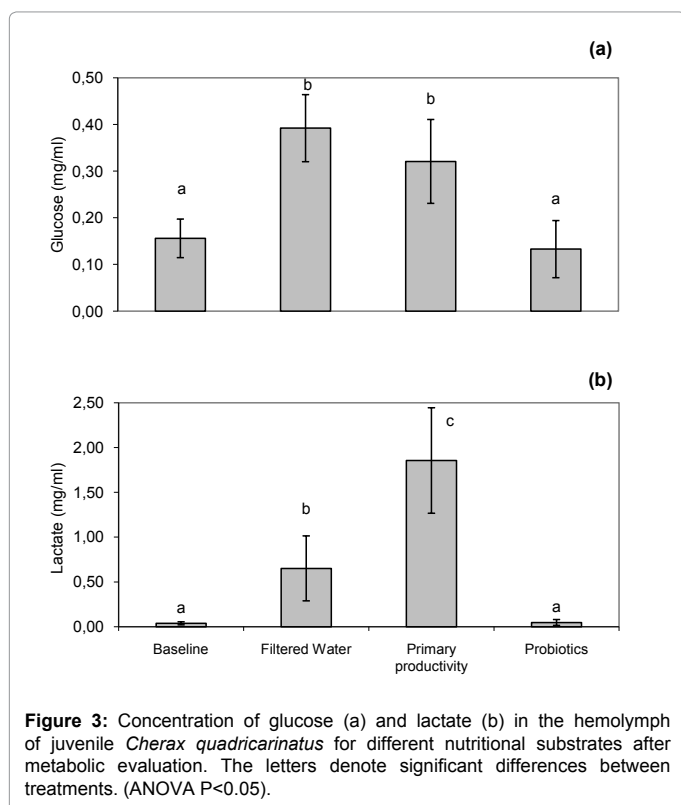 (a)
0,50
b
b
0,40
0,30
a
a
0,20
0,10
0,00
Glucose (mg/ml)
(b)
2,50
c
2,00
1,50
b
1,00
0,50
a
a
0,00
Lactate (mg/ml)
Baseline
Filtered Water
Primary
productivity
Probiotics
Figure 3: Concentration of glucose (a) and lactate (b) in the hemolymph
of juvenile Cherax quadricarinatus for different nutritional substrates after
metabolic evaluation. The letters denote significant differences between
treatments. (ANOVA P<0.05).